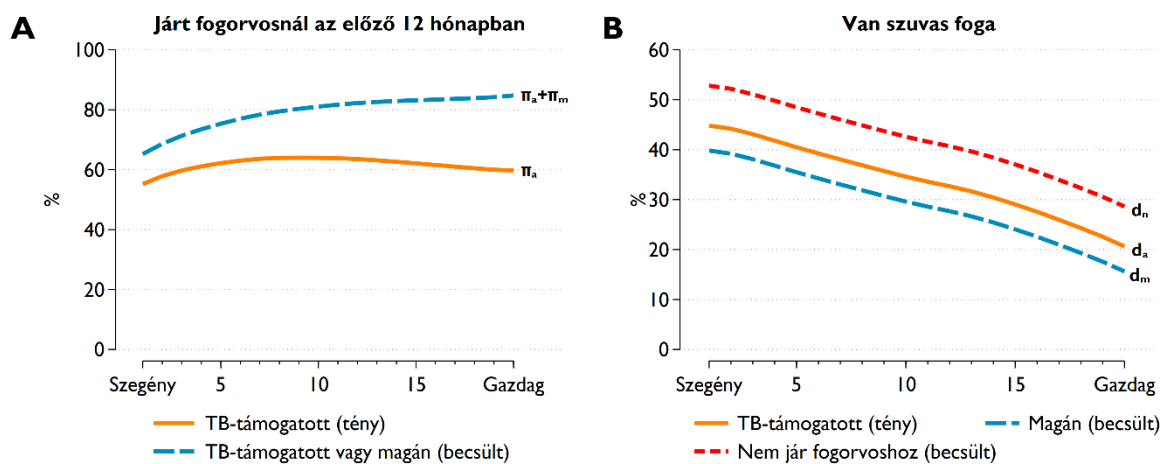 A
Járt fogorvosnál az előző 12 hónapban
100
80
60
40
20
0
%
πₐ+πₘ
πₐ
Szegény
5
10
15
Gazdag
TB-támogatott (tény)
TB-támogatott vagy magán (becsült)
B
Van szuvas foga
60
50
40
30
20
10
0
%
dₙ
dₐ
dₘ
Szegény
5
10
15
Gazdag
TB-támogatott (tény)
Magán (becsült)
Nem jár fogorvoshoz (becsült)